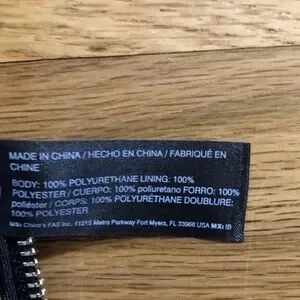 MADE IN CHINA / HECHO EN CHINA / FABRIQUÉ EN
CHINE
BODY: 100% POLYURETHANE LINING: 100%
POLYESTER / CUERPO: 100% poliuretano FORRO: 100%
poliéster / CORPS: 100% POLYURÉTHANE DOUBLURE:
100% POLYESTER
US: Chico's FAS Inc. 11215 Metro Parkway Fort Myers, FL 33966 USA MX: